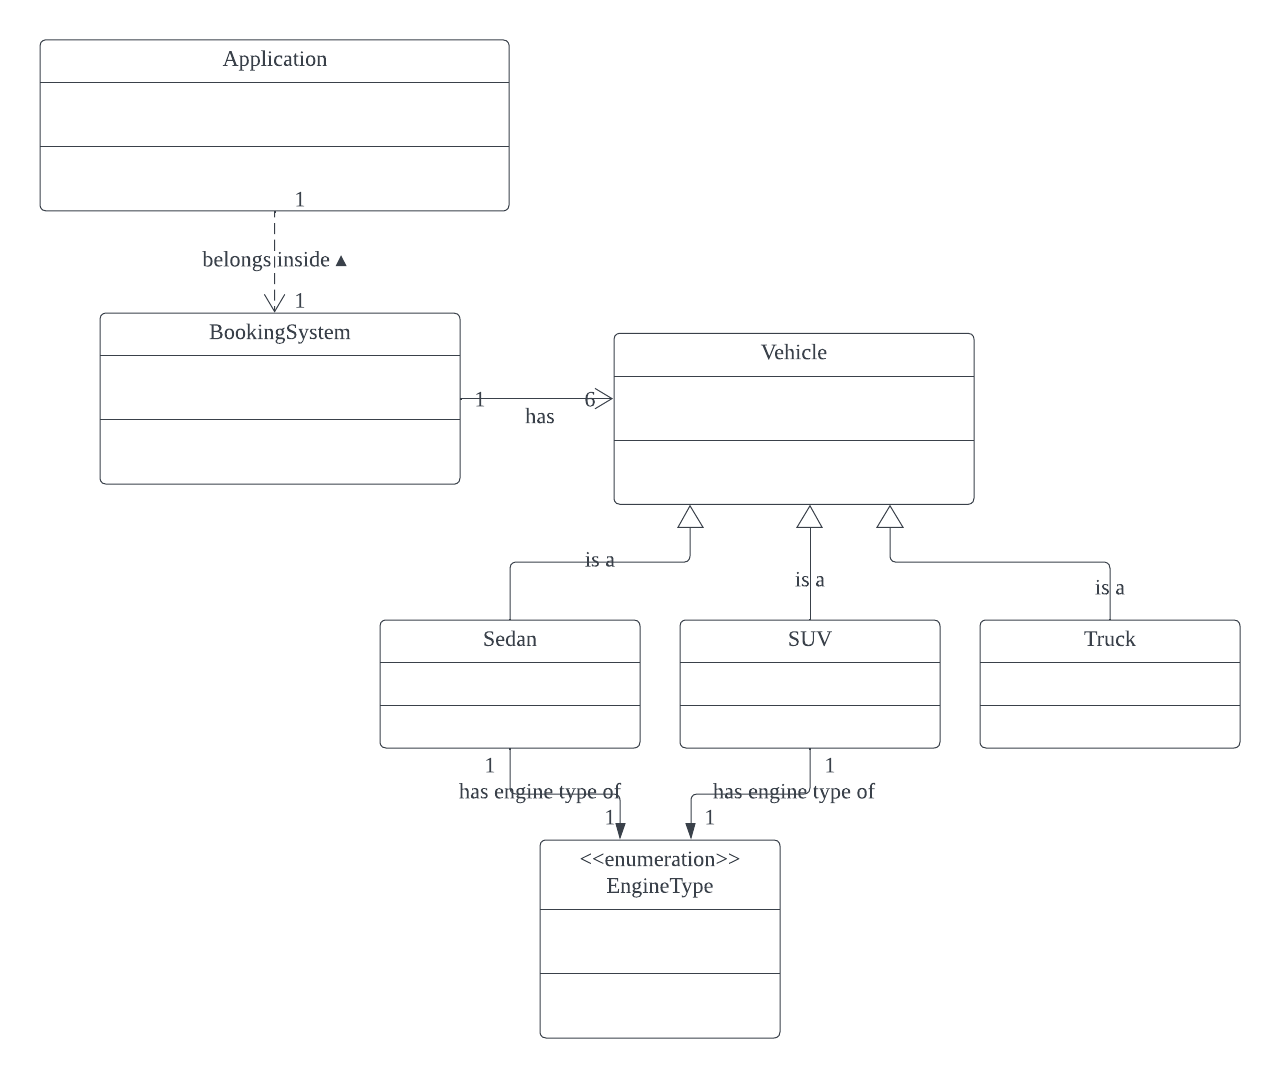 Application
1
belongs inside ▲
1
BookingSystem
Vehicle
1
6
has
is a
is a
is a
Sedan
SUV
Truck
1
1
has engine type of
has engine type of
1
1
<<enumeration>>
EngineType